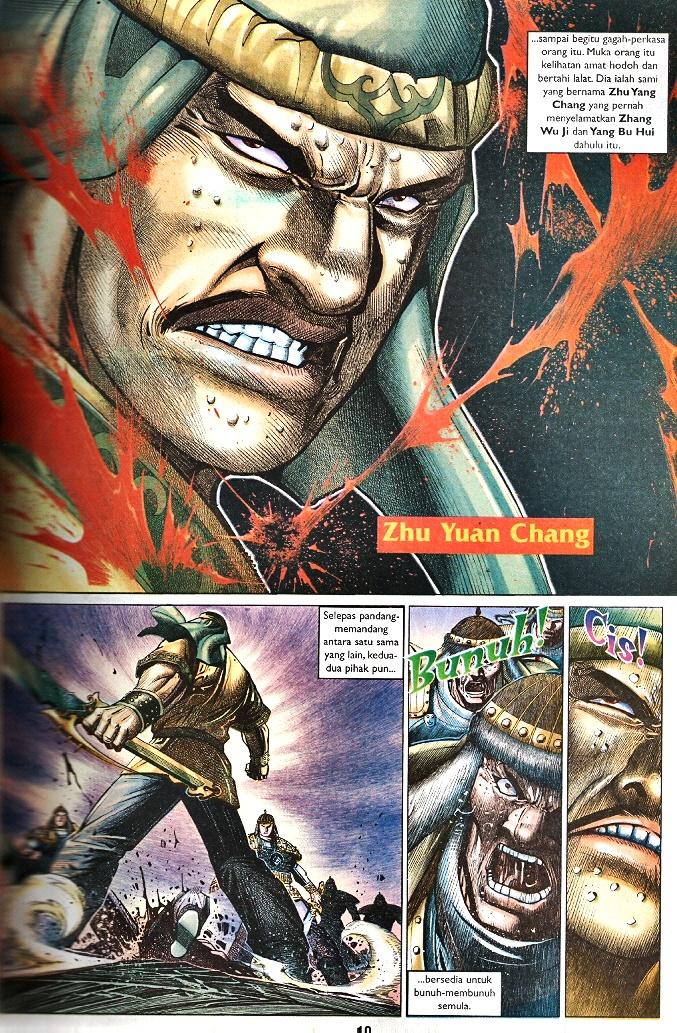 ...sampai begitu gagah-perkasa
orang itu. Muka orang itu
kelihatan amat hodoh dan
bertahi lalat. Dia ialah sami
yang bernama Zhu Yang
Chang yang pernah
menyelamatkan Zhang
Wu Ji dan Yang Bu Hui
dahulu itu.
Zhu Yuan Chang
Selepas pandang-
memandang
antara satu sama
yang lain, kedua-
dua pihak pun...
Bunuh!
...bersedia untuk
bunuh-membunuh
semula.
Cis!